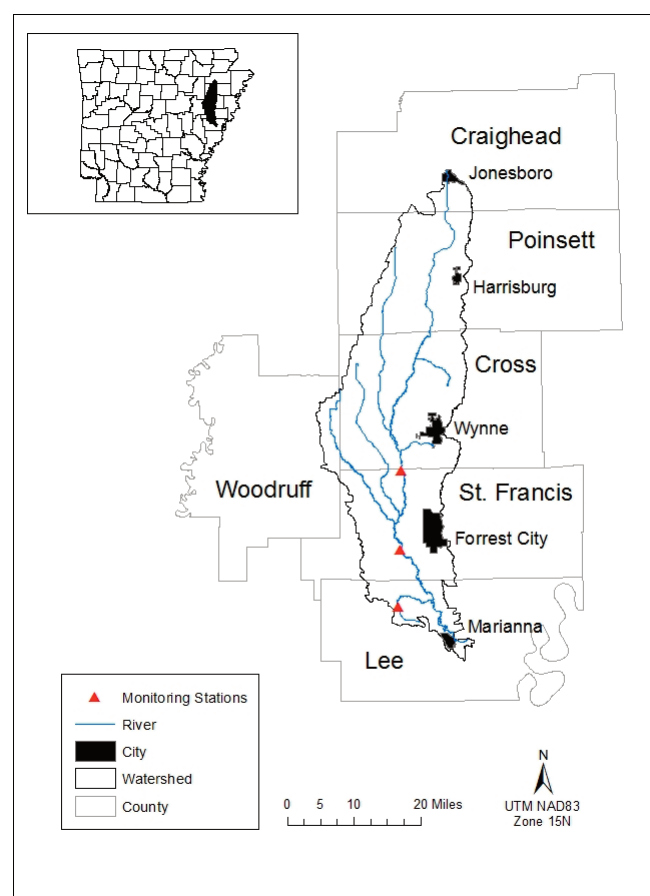 Craighead
Jonesboro
Poinsett
Harrisburg
Cross
Wynne
Woodruff
St. Francis
Forrest City
Marianna
Lee
Monitoring Stations
River
City
Watershed
County
0 5 10 20 Miles
N
UTM NAD83
Zone 15N